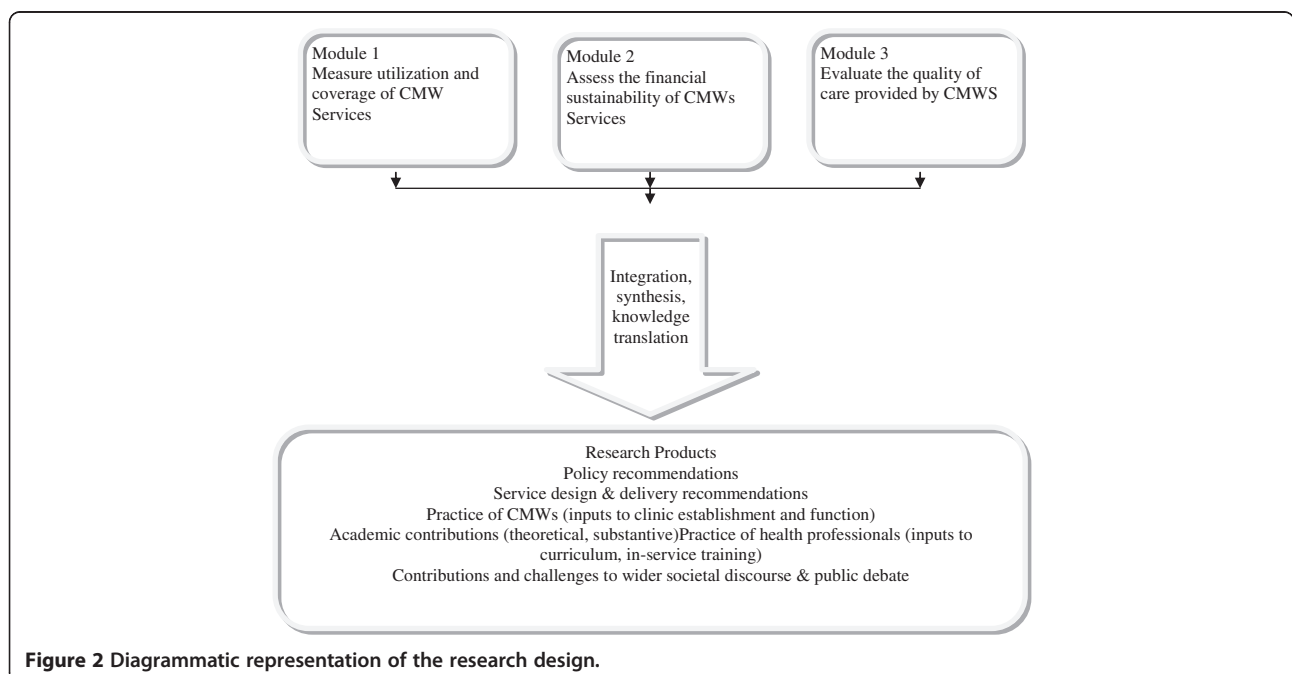 Module 1
Measure utilization and
coverage of CMW
Services
Module 2
Assess the financial
sustainability of CMWs
Services
Module 3
Evaluate the quality of
care provided by CMWS
Integration,
synthesis,
knowledge
translation
Research Products
Policy recommendations
Service design & delivery recommendations
Practice of CMWs (inputs to clinic establishment and function)
Academic contributions (theoretical, substantive)Practice of health professionals (inputs to
curriculum, in-service training)
Contributions and challenges to wider societal discourse & public debate
Figure 2 Diagrammatic representation of the research design.